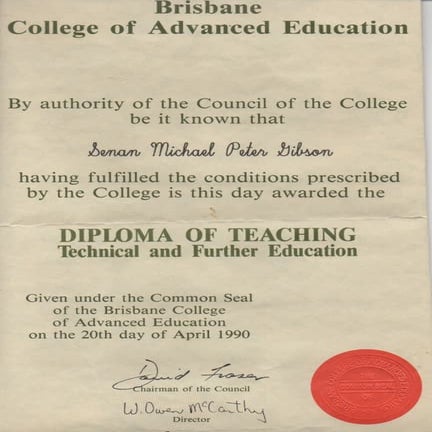 Brisbane
College of Advanced Education
By authority of the Council of the College
be it known that
Senan Michael Peter Gibson
having fulfilled the conditions prescribed
by the College is this day awarded the
DIPLOMA OF TEACHING
Technical and Further Education
Given under the Common Seal
of the Brisbane College
of Advanced Education
on the 20th day of April 1990
David Fraser
Chairman of the Council
W. Owen McCarthy
Director